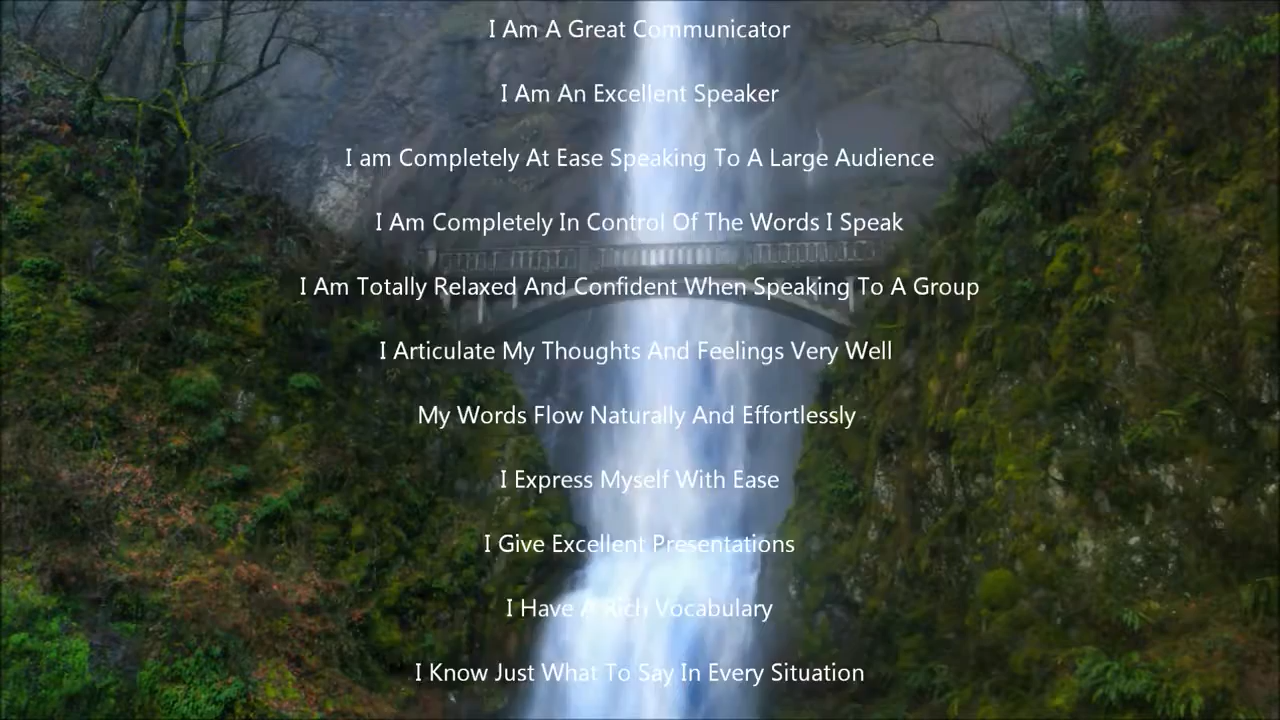 I Am A Great Communicator
I Am An Excellent Speaker
I am Completely At Ease Speaking To A Large Audience
I Am Completely In Control Of The Words I Speak
I Am Totally Relaxed And Confident When Speaking To A Group
I Articulate My Thoughts And Feelings Very Well
My Words Flow Naturally And Effortlessly
I Express Myself With Ease
I Give Excellent Presentations
I Have A Rich Vocabulary
I Know Just What To Say In Every Situation